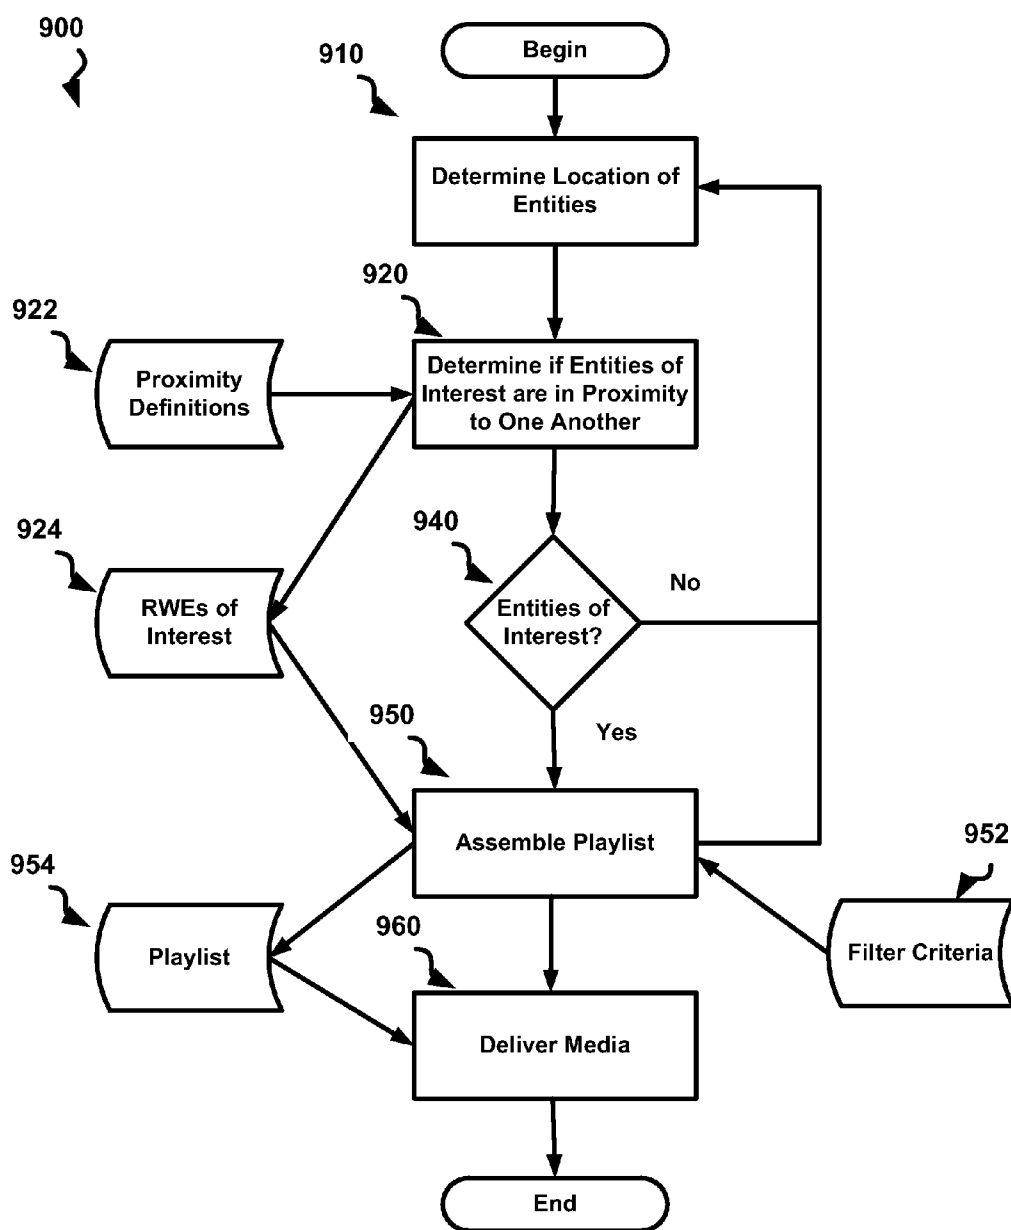 900
Begin
910
Determine Location of
Entities
920
922
Proximity
Definitions
Determine if Entities of
Interest are in Proximity
to One Another
924
940
RWEs of
Interest
Entities of
Interest?
No
950
Yes
Assemble Playlist
952
954
960
Playlist
Filter Criteria
Deliver Media
End